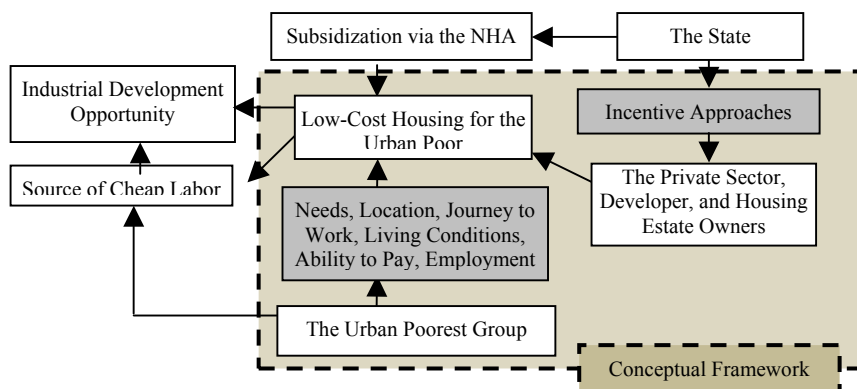 Subsidization via the NHA
The State
Industrial Development
Opportunity
Low-Cost Housing for the
Urban Poor
Incentive Approaches
Source of Cheap Labor
The Private Sector,
Developer, and Housing
Estate Owners
Needs, Location, Journey to
Work, Living Conditions,
Ability to Pay, Employment
The Urban Poorest Group
Conceptual Framework